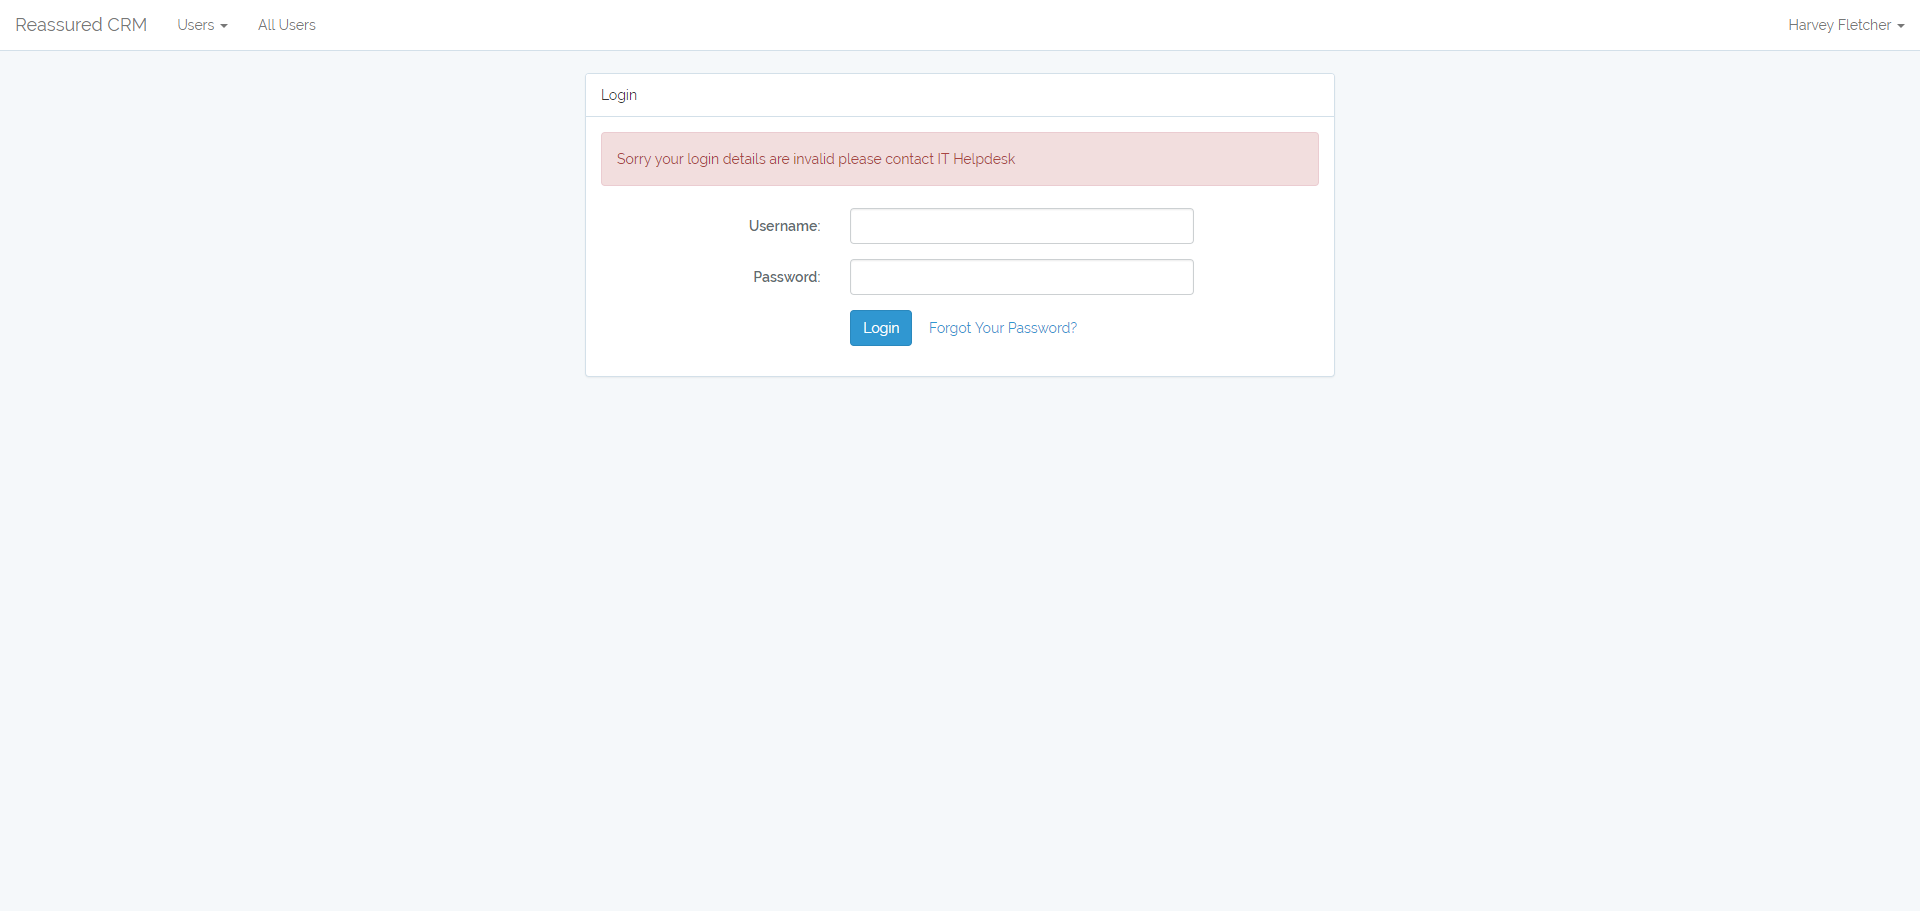 Reassured CRM Users All Users Harvey Fletcher
Login
Sorry your login details are invalid please contact IT Helpdesk
Username:
Password:
Login Forgot Your Password?